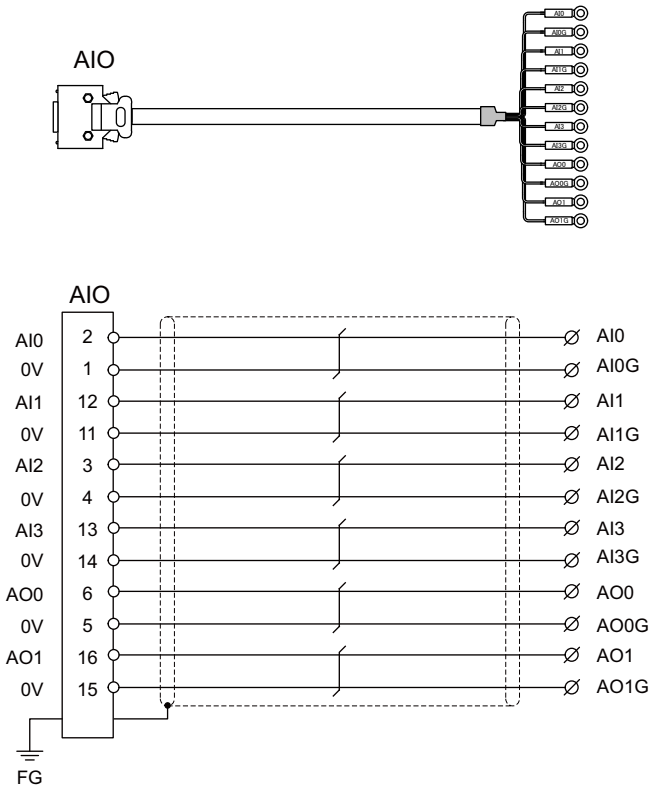 AIO
AI0
AI0G
AI1
AI1G
AI2
AI2G
AI3
AI3G
AO0
AO0G
AO1
AO1G
AIO
AI0 2 AI0
0V 1 AI0G
AI1 12 AI1
0V 11 AI1G
AI2 3 AI2
0V 4 AI2G
AI3 13 AI3
0V 14 AI3G
AO0 6 AO0
0V 5 AO0G
AO1 16 AO1
0V 15 AO1G
FG